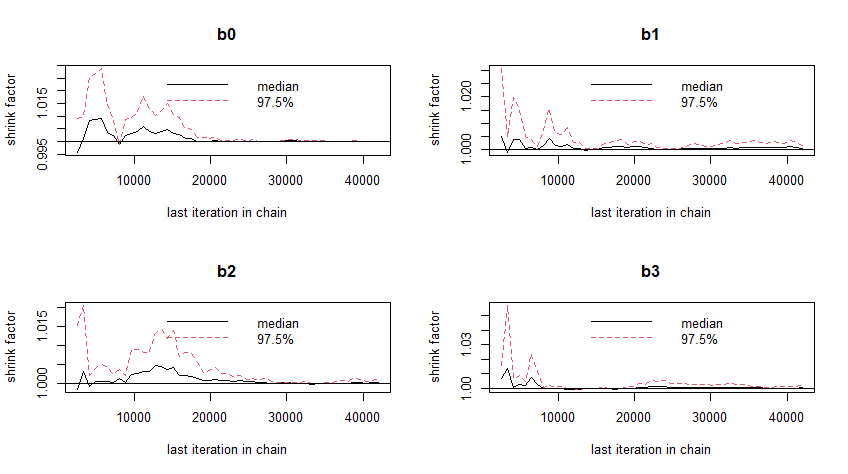 b0
shrink factor
0.995 1.015
median
97.5%
10000 20000 30000 40000
last iteration in chain
b1
shrink factor
1.000 1.020
median
97.5%
10000 20000 30000 40000
last iteration in chain
b2
shrink factor
1.000 1.015
median
97.5%
10000 20000 30000 40000
last iteration in chain
b3
shrink factor
1.00 1.03
median
97.5%
10000 20000 30000 40000
last iteration in chain